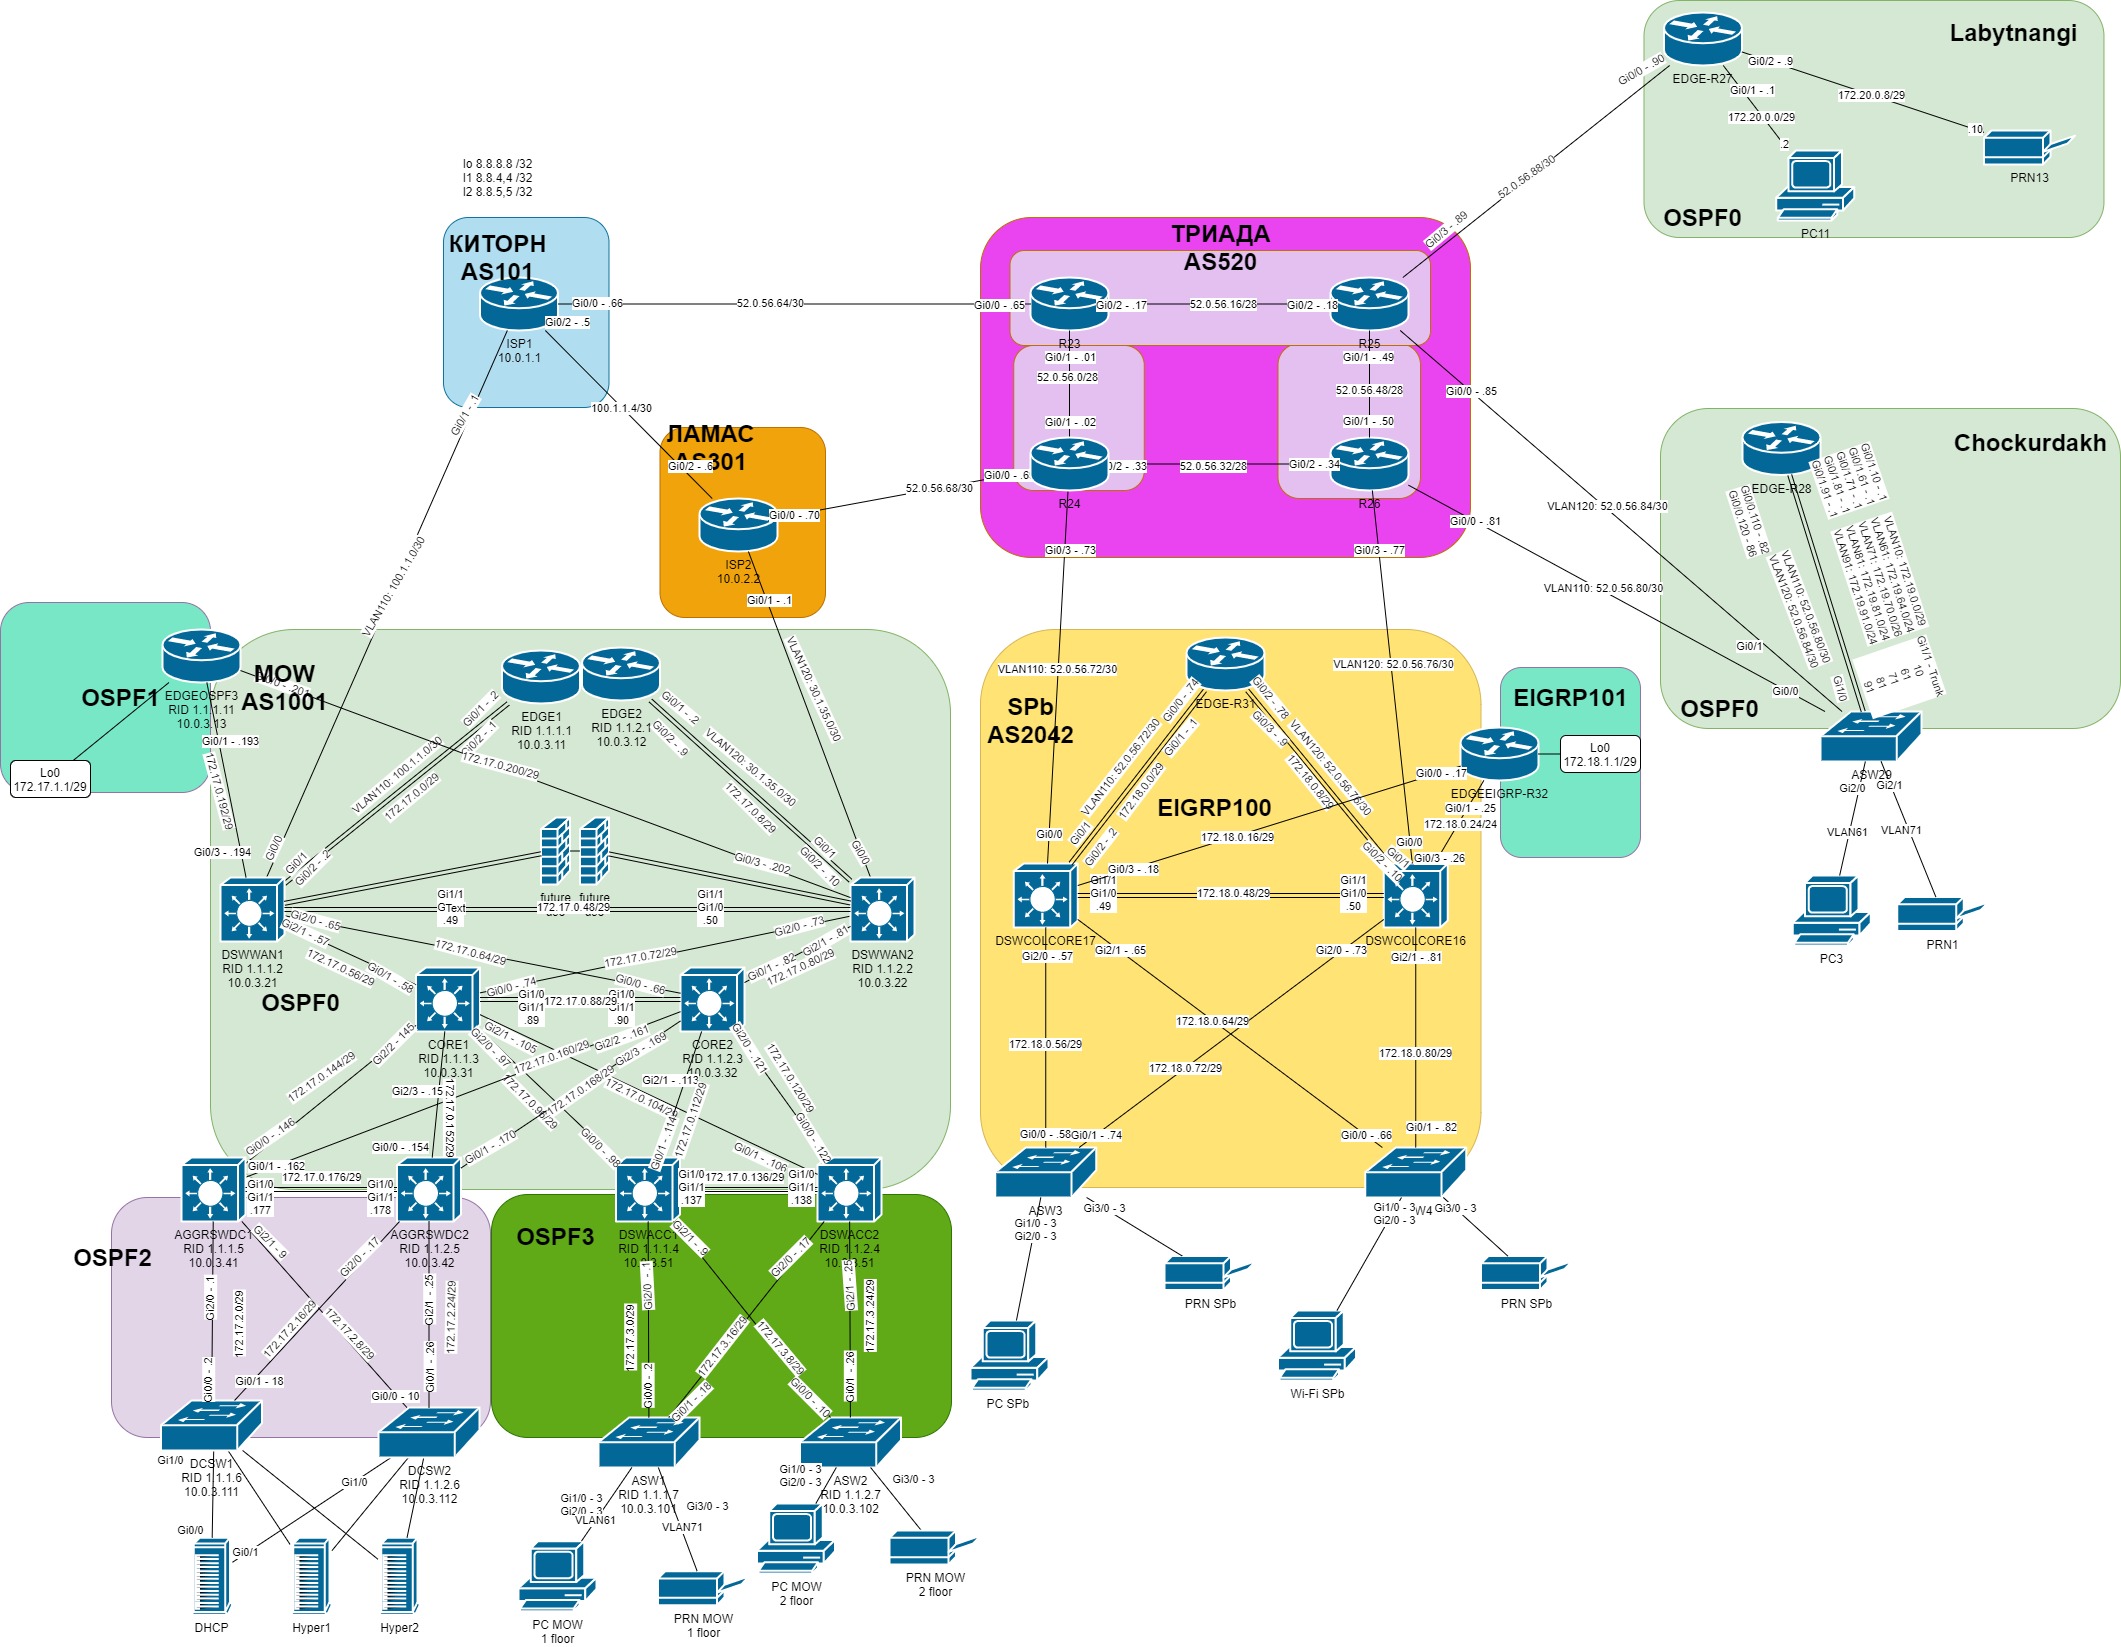 Labytnangi
EDGE-R27
Gi0/0 - .90
Gi0/2 - .9
Gi0/1 - .1
172.20.0.8/29
172.20.0.0/29
.10
.2
PRN13
PC11
OSPF0
52.0.56.88/30
Gi0/3 - .89
lo 8.8.8.8 /32
l1 8.8.4,4 /32
l2 8.8.5,5 /32
КИТОРН
AS101
Gi0/0 - .66
Gi0/2 - .5
ISP1
10.0.1.1
Gi0/1 - .1
52.0.56.64/30
100.1.1.4/30
VLAN110: 100.1.1.0/30
ТРИАДА
AS520
Gi0/0 - .65
Gi0/2 - .17
52.0.56.16/28
Gi0/2 - .18
R23
R25
Gi0/1 - .01
52.0.56.0/28
Gi0/1 - .02
Gi0/1 - .49
52.0.56.48/28
Gi0/1 - .50
Gi0/0 - .85
0/2 - .33
52.0.56.32/28
Gi0/2 - .34
Gi0/0 - .6
R24
R26
Gi0/0 - .81
Gi0/3 - .73
Gi0/3 - .77
ЛАМАС
AS301
Gi0/2 - .6
Gi0/0 - .70
ISP2
10.0.2.2
Gi0/1 - .1
52.0.56.68/30
VLAN120: 30.1.35.0/30
VLAN120: 52.0.56.84/30
VLAN110: 52.0.56.80/30
Chockurdakh
EDGE-R28
Gi0/1.10 - .1
Gi0/1.61 - .1
Gi0/1.71 - .1
Gi0/1.81 - .1
Gi0/1.91 - .1
Gi0/0.110 - .82
Gi0/0.120 - 86
VLAN110: 52.0.56.80/30
VLAN120: 52.0.56.84/30
VLAN10: 172.19.0.0/29
VLAN61: 172.19.64.0/24
VLAN71: 172.19.70.0/26
VLAN81: 172.19.81.0/24
VLAN91: 172.19.91.0/24
Gi1/1 - Trunk
10
61
71
81
91
Gi1/0
Gi0/1
Gi0/0
OSPF0
ASW29
Gi2/0
Gi2/1
VLAN61
VLAN71
PC3
PRN1
OSPF1
EDGEOSPF3
RID 1.1.1.11
10.0.3.13
Gi0/0 - .201
Gi0/1 - .193
Lo0
172.17.1.1/29
172.17.0.192/29
Gi0/3 - .194
MOW
AS1001
EDGE1
RID 1.1.1.1
10.0.3.11
EDGE2
RID 1.1.2.1
10.0.3.12
Gi0/1 - .2
Gi0/2 - .1
Gi0/1 - .2
Gi0/2 - .9
VLAN110: 100.1.1.0/30
172.17.0.0/29
172.17.0.200/29
VLAN120: 30.1.35.0/30
172.17.0.8/29
Gi0/0
Gi0/1
Gi0/2 - .2
Gi0/3 - .202
Gi0/1
Gi0/2 - .10
Gi0/0
future
future
Gi1/1
GText
.49
172.17.0.48/29
Gi1/1
Gi1/0
.50
DSWWAN1
RID 1.1.1.2
10.0.3.21
DSWWAN2
RID 1.1.2.2
10.0.3.22
Gi2/0 - .65
Gi2/1 - .57
172.17.0.64/29
172.17.0.56/29
Gi0/1 - .58
172.17.0.72/29
Gi2/0 - .73
Gi2/1 - .81
Gi0/1 - .82
172.17.0.80/29
Gi0/0 - .74
Gi0/0 - .66
Gi1/0
Gi1/1
.89
172.17.0.88/29
Gi1/0
Gi1/1
.90
OSPF0
CORE1
RID 1.1.1.3
10.0.3.31
CORE2
RID 1.1.2.3
10.0.3.32
Gi2/2 - .145
Gi2/3 - .15
Gi2/0 - .97
Gi2/1 - .105
Gi2/2 - .161
Gi2/3 - .169
Gi2/1 - .113
Gi2/0 - .121
172.17.0.144/29
172.17.0.152/29
172.17.0.160/29
172.17.0.168/29
172.17.0.96/29
172.17.0.104/29
172.17.0.112/29
172.17.0.120/29
Gi0/0 - .146
Gi0/1 - .162
Gi0/0 - .154
Gi0/1 - .170
Gi0/0 - .98
Gi0/1 - .114
Gi0/1 - .106
Gi0/0 - .122
Gi1/0
Gi1/1
.177
172.17.0.176/29
Gi1/0
Gi1/1
.178
Gi1/0
Gi1/1
.137
172.17.0.136/29
Gi1/0
Gi1/1
.138
OSPF2
AGGRSWDC1
RID 1.1.1.5
10.0.3.41
AGGRSWDC2
RID 1.1.2.5
10.0.3.42
Gi2/0 - .1
Gi2/1 - 9
Gi2/0 - .17
Gi2/1 - .25
172.17.2.0/29
172.17.2.16/29
172.17.2.8/29
172.17.2.24/29
Gi0/0 - .2
Gi0/1 - 18
Gi0/0 - 10
Gi0/1 - .26
OSPF3
DSWACC1
RID 1.1.1.4
DSWACC2
RID 1.1.2.4
Gi2/0 - .1
Gi2/1 - .9
Gi2/0 - .17
Gi2/1 - .25
172.17.3.0/29
172.17.3.16/29
172.17.3.8/29
172.17.3.24/29
Gi0/0 - .2
Gi0/1 - .18
Gi0/0 - .10
Gi0/1 - .26
DCSW1
RID 1.1.1.6
10.0.3.111
DCSW2
RID 1.1.2.6
10.0.3.112
Gi1/0
Gi1/0
Gi0/0
Gi0/1
DHCP
Hyper1
Hyper2
ASW1
RID 1.1.1.7
10.0.3.101
ASW2
RID 1.1.2.7
10.0.3.102
Gi1/0 - 3
Gi2/0 - 3
VLAN61
Gi3/0 - 3
VLAN71
Gi1/0 - 3
Gi2/0 - 3
Gi3/0 - 3
PC MOW
1 floor
PRN MOW
1 floor
PC MOW
2 floor
PRN MOW
2 floor
SPb
AS2042
VLAN110: 52.0.56.72/30
VLAN120: 52.0.56.76/30
EDGE-R31
Gi0/0 - .74
Gi0/1 - .1
Gi0/2 - .78
Gi0/3 - .9
VLAN110: 52.0.56.72/30
172.18.0.0/29
VLAN120: 52.0.56.76/30
172.18.0.8/29
EIGRP100
EIGRP101
Lo0
172.18.1.1/29
EDGEEIGRP-R32
Gi0/0 - .17
Gi0/1 - .25
172.18.0.24/24
172.18.0.16/29
Gi0/0
Gi0/1
Gi0/2 - .2
Gi0/3 - .18
Gi0/0
Gi0/1
Gi0/2 - .10
Gi0/3 - .26
Gi1/1
Gi1/0
.49
172.18.0.48/29
Gi1/1
Gi1/0
.50
DSWCOLCORE17
DSWCOLCORE16
Gi2/0 - .57
Gi2/1 - .65
Gi2/0 - .73
Gi2/1 - .81
172.18.0.56/29
172.18.0.64/29
172.18.0.72/29
172.18.0.80/29
Gi0/0 - .58
Gi0/1 - .74
Gi0/0 - .66
Gi0/1 - .82
ASW3
Gi1/0 - 3
Gi2/0 - 3
Gi3/0 - 3
W4
Gi1/0 - 3
Gi2/0 - 3
Gi3/0 - 3
PRN SPb
PRN SPb
PC SPb
Wi-Fi SPb